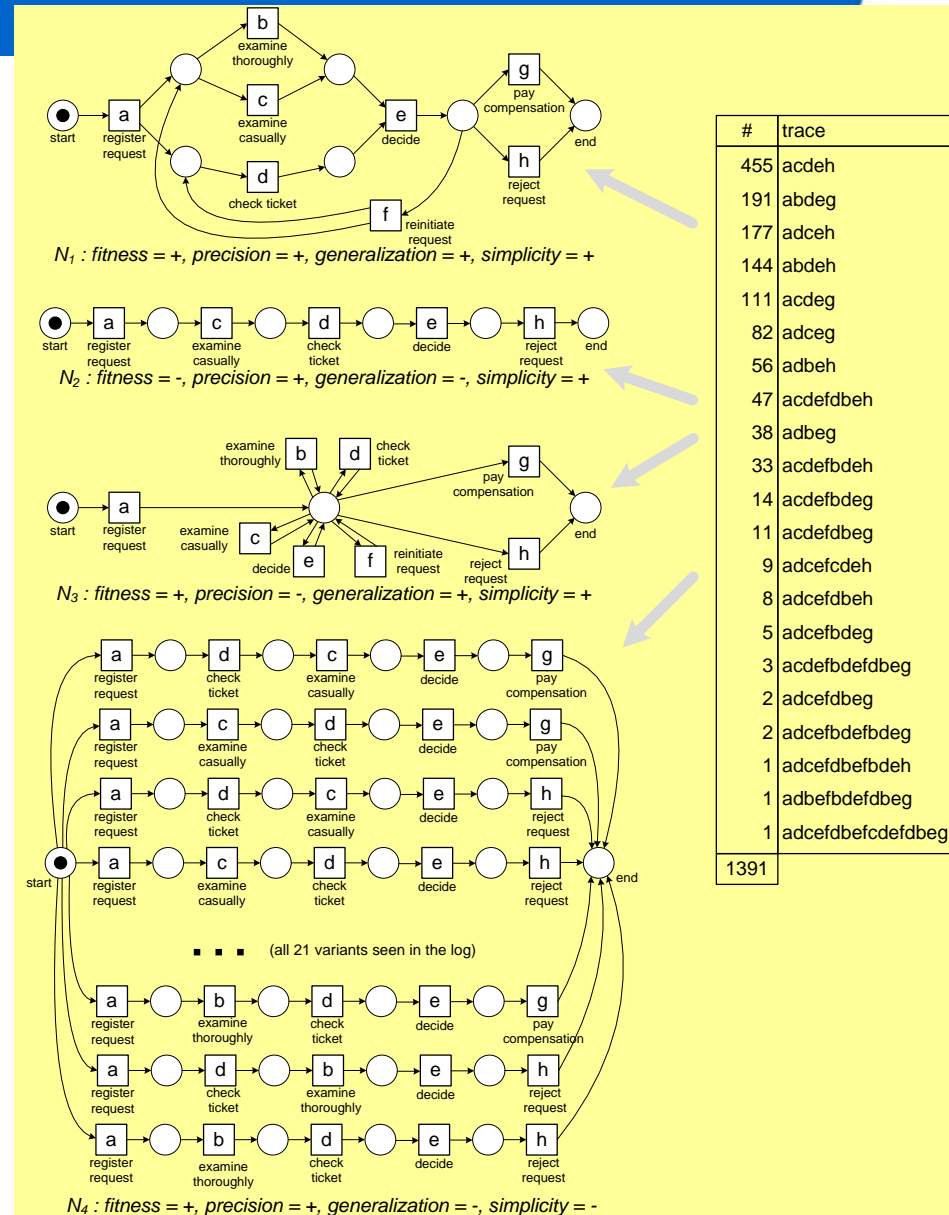 b
examine
thoroughly
g
pay
compensation
a
c
e
start
register
request
examine
casually
decide
end
d
h
check ticket
reject
request
f
reinitiate
request
N1 : fitness = +, precision = +, generalization = +, simplicity = +
a
c
d
e
h
start
register
request
examine
casually
check
ticket
decide
reject
request
end
N2 : fitness = -, precision = +, generalization = -, simplicity = +
examine
thoroughly
b
d
check
ticket
g
pay
compensation
a
start
register
request
end
examine
casually
c
decide
e
f
reinitiate
request
reject
request
h
N3 : fitness = +, precision = -, generalization = +, simplicity = +
a
d
c
e
g
register
request
check
ticket
examine
casually
decide
pay
compensation
a
c
d
e
g
register
request
examine
casually
check
ticket
decide
pay
compensation
a
d
c
e
h
register
request
check
ticket
examine
casually
decide
reject
request
a
c
d
e
h
start
register
request
examine
casually
check
ticket
decide
reject
request
end
. . . (all 21 variants seen in the log)
a
b
d
e
g
register
request
examine
thoroughly
check
ticket
decide
pay
compensation
a
d
b
e
h
register
request
check
ticket
examine
thoroughly
decide
reject
request
a
b
d
e
h
register
request
examine
thoroughly
check
ticket
decide
reject
request
N4 : fitness = +, precision = +, generalization = -, simplicity = -
# trace
455 acdeh
191 abdeg
177 adceh
144 abdeh
111 acdeg
82 adceg
56 adbeh
47 acdefdbeh
38 adbeg
33 acdefbdeh
14 acdefbdeg
11 acdefdbeg
9 adcefcdeh
8 adcefdbeh
5 adcefbdeg
3 acdefbdefdbeg
2 adcefdbeg
2 adcefbdefbdeg
1 adcefdbefbdeh
1 adbefbdefdbeg
1 adcefdbefcdefdbeg
1391